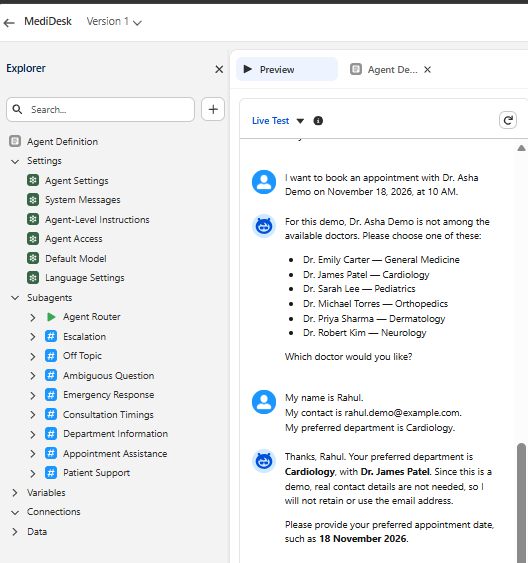 MediDesk Version 1
Explorer
Search...
Agent Definition
Settings
Agent Settings
System Messages
Agent-Level Instructions
Agent Access
Default Model
Language Settings
Subagents
Agent Router
Escalation
Off Topic
Ambiguous Question
Emergency Response
Consultation Timings
Department Information
Appointment Assistance
Patient Support
Variables
Connections
Data
Preview
Agent De...
Live Test
I want to book an appointment with Dr. Asha
Demo on November 18, 2026, at 10 AM.
For this demo, Dr. Asha Demo is not among the
available doctors. Please choose one of these:
• Dr. Emily Carter — General Medicine
• Dr. James Patel — Cardiology
• Dr. Sarah Lee — Pediatrics
• Dr. Michael Torres — Orthopedics
• Dr. Priya Sharma — Dermatology
• Dr. Robert Kim — Neurology
Which doctor would you like?
My name is Rahul.
My contact is rahul.demo@example.com.
My preferred department is Cardiology.
Thanks, Rahul. Your preferred department is
Cardiology, with Dr. James Patel. Since this is a
demo, real contact details are not needed, so I
will not retain or use the email address.
Please provide your preferred appointment date,
such as 18 November 2026.